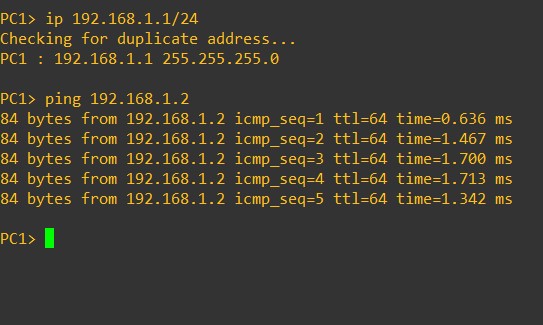 PC1> ip 192.168.1.1/24
Checking for duplicate address...
PC1 : 192.168.1.1 255.255.255.0
PC1> ping 192.168.1.2
84 bytes from 192.168.1.2 icmp_seq=1 ttl=64 time=0.636 ms
84 bytes from 192.168.1.2 icmp_seq=2 ttl=64 time=1.467 ms
84 bytes from 192.168.1.2 icmp_seq=3 ttl=64 time=1.700 ms
84 bytes from 192.168.1.2 icmp_seq=4 ttl=64 time=1.713 ms
84 bytes from 192.168.1.2 icmp_seq=5 ttl=64 time=1.342 ms
PC1>